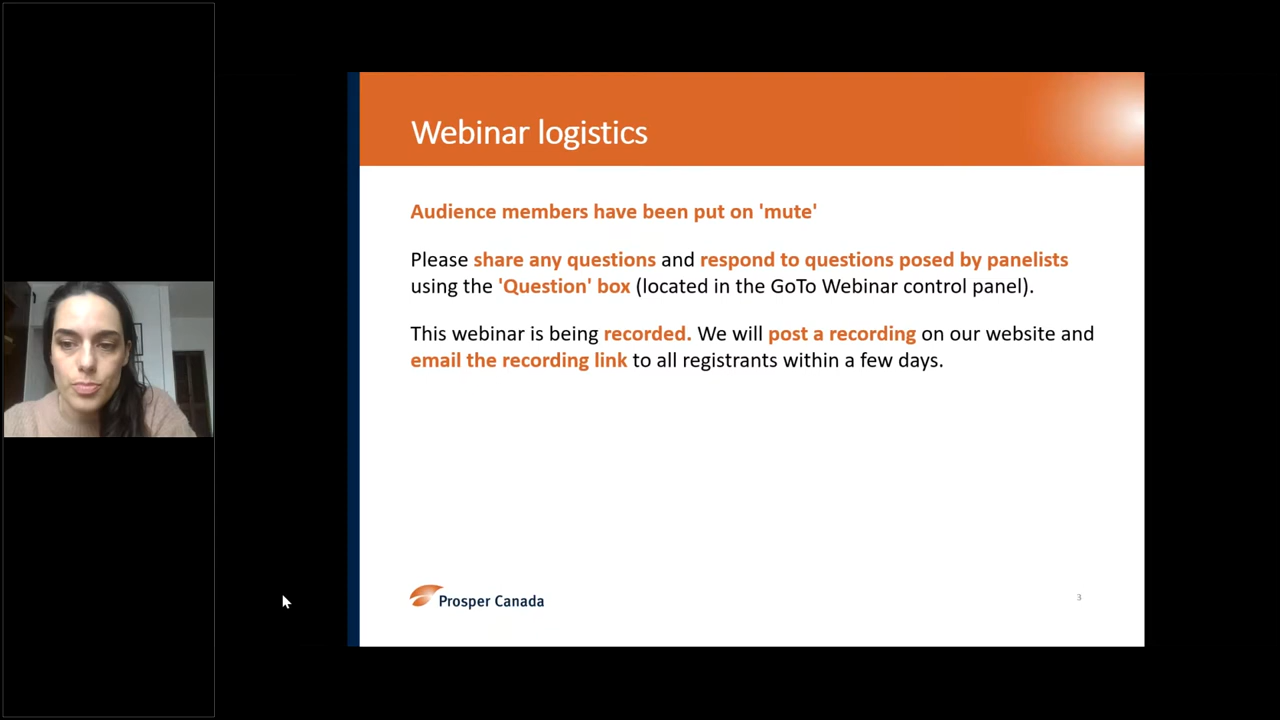 Webinar logistics
Audience members have been put on 'mute'
Please share any questions and respond to questions posed by panelists
using the 'Question' box (located in the GoTo Webinar control panel).
This webinar is being recorded. We will post a recording on our website and
email the recording link to all registrants within a few days.
Prosper Canada
3